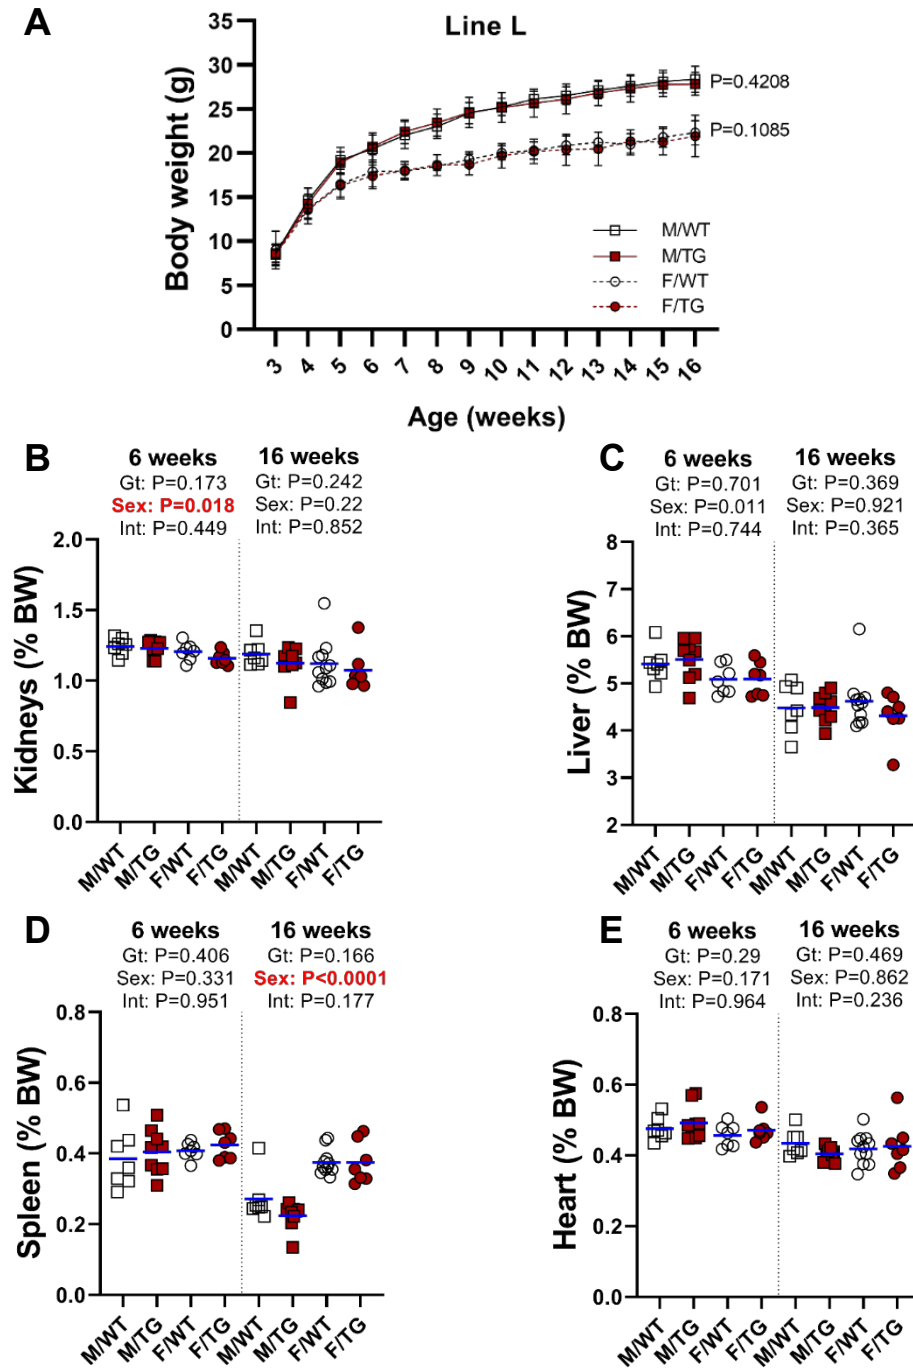 A
Line L
Body weight (g)
35
30
25
20
15
10
5
0
P=0.4208
P=0.1085
M/WT
M/TG
F/WT
F/TG
3 4 5 6 7 8 9 10 11 12 13 14 15 16
Age (weeks)
B
6 weeks 16 weeks
Gt: P=0.173 Gt: P=0.242
Sex: P=0.018 Sex: P=0.22
Int: P=0.449 Int: P=0.852
Kidneys (% BW)
2.0
1.5
1.0
0.5
0.0
M/WT M/TG F/WT F/TG M/WT M/TG F/WT F/TG
C
6 weeks 16 weeks
Gt: P=0.701 Gt: P=0.369
Sex: P=0.011 Sex: P=0.921
Int: P=0.744 Int: P=0.365
Liver (% BW)
8
7
6
5
4
3
2
M/WT M/TG F/WT F/TG M/WT M/TG F/WT F/TG
D
6 weeks 16 weeks
Gt: P=0.406 Gt: P=0.166
Sex: P=0.331 Sex: P<0.0001
Int: P=0.951 Int: P=0.177
Spleen (% BW)
0.8
0.6
0.4
0.2
0.0
M/WT M/TG F/WT F/TG M/WT M/TG F/WT F/TG
E
6 weeks 16 weeks
Gt: P=0.29 Gt: P=0.469
Sex: P=0.171 Sex: P=0.862
Int: P=0.964 Int: P=0.236
Heart (% BW)
0.8
0.6
0.4
0.2
0.0
M/WT M/TG F/WT F/TG M/WT M/TG F/WT F/TG